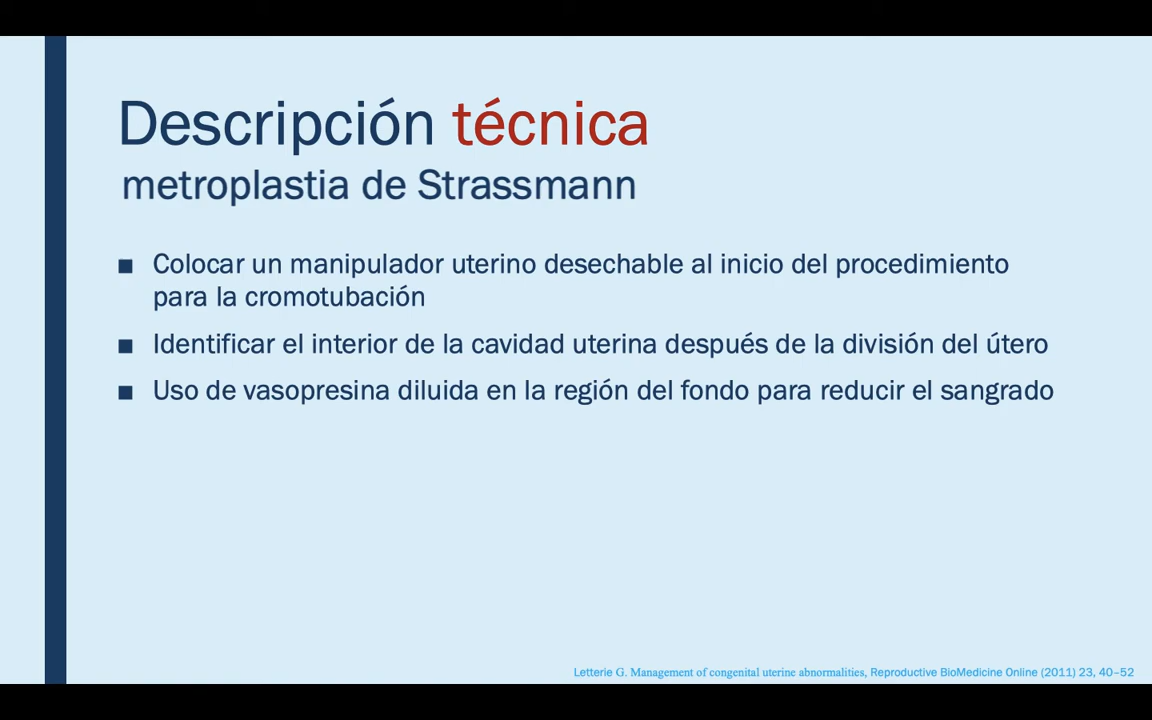 Descripción técnica
metroplastia de Strassmann
■ Colocar un manipulador uterino desechable al inicio del procedimiento
para la cromotubación
■ Identificar el interior de la cavidad uterina después de la división del útero
■ Uso de vasopresina diluida en la región del fondo para reducir el sangrado
Letterie G. Management of congenital uterine abnormalities, Reproductive BioMedicine Online (2011) 23, 40–52